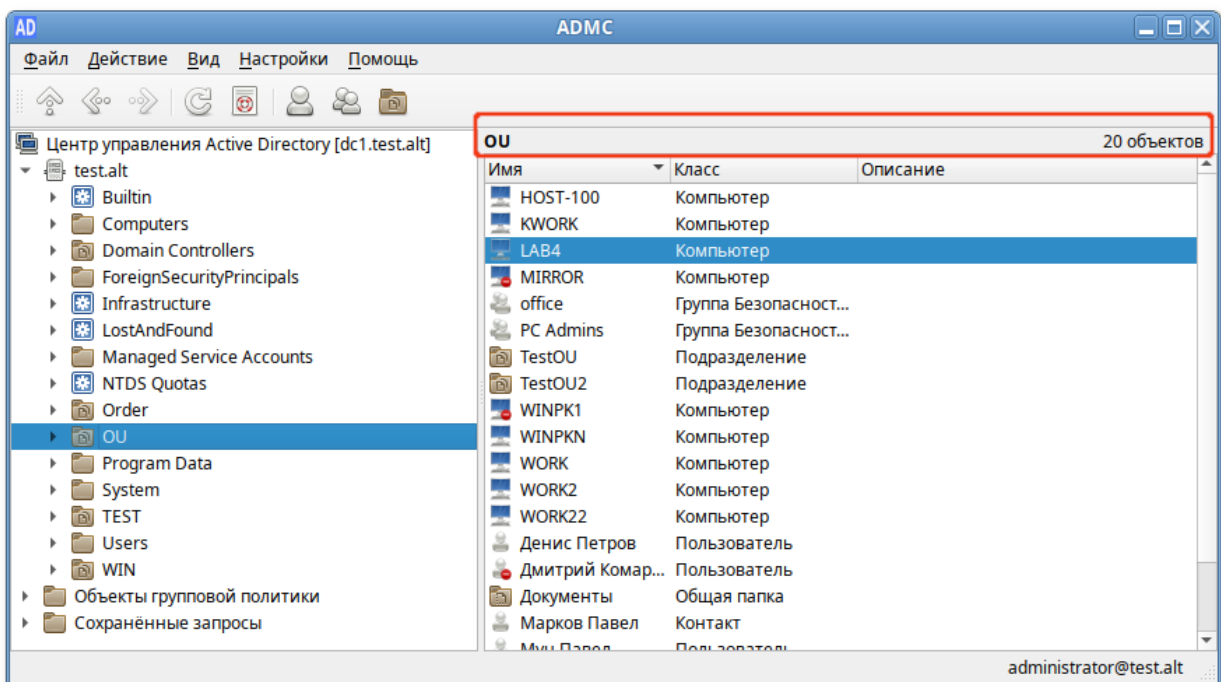 AD ADMC
Файл Действие Вид Настройки Помощь
Центр управления Active Directory [dc1.test.alt]
test.alt
Builtin
Computers
Domain Controllers
ForeignSecurityPrincipals
Infrastructure
LostAndFound
Managed Service Accounts
NTDS Quotas
Order
OU
Program Data
System
TEST
Users
WIN
Объекты групповой политики
Сохранённые запросы
OU 20 объектов
Имя Класс Описание
HOST-100 Компьютер
KWORK Компьютер
LAB4 Компьютер
MIRROR Компьютер
office Группа Безопасност...
PC Admins Группа Безопасност...
TestOU Подразделение
TestOU2 Подразделение
WINPK1 Компьютер
WINPKN Компьютер
WORK Компьютер
WORK2 Компьютер
WORK22 Компьютер
Денис Петров Пользователь
Дмитрий Комар... Пользователь
Документы Общая папка
Марков Павел Контакт
Павел Пользователь
administrator@test.alt